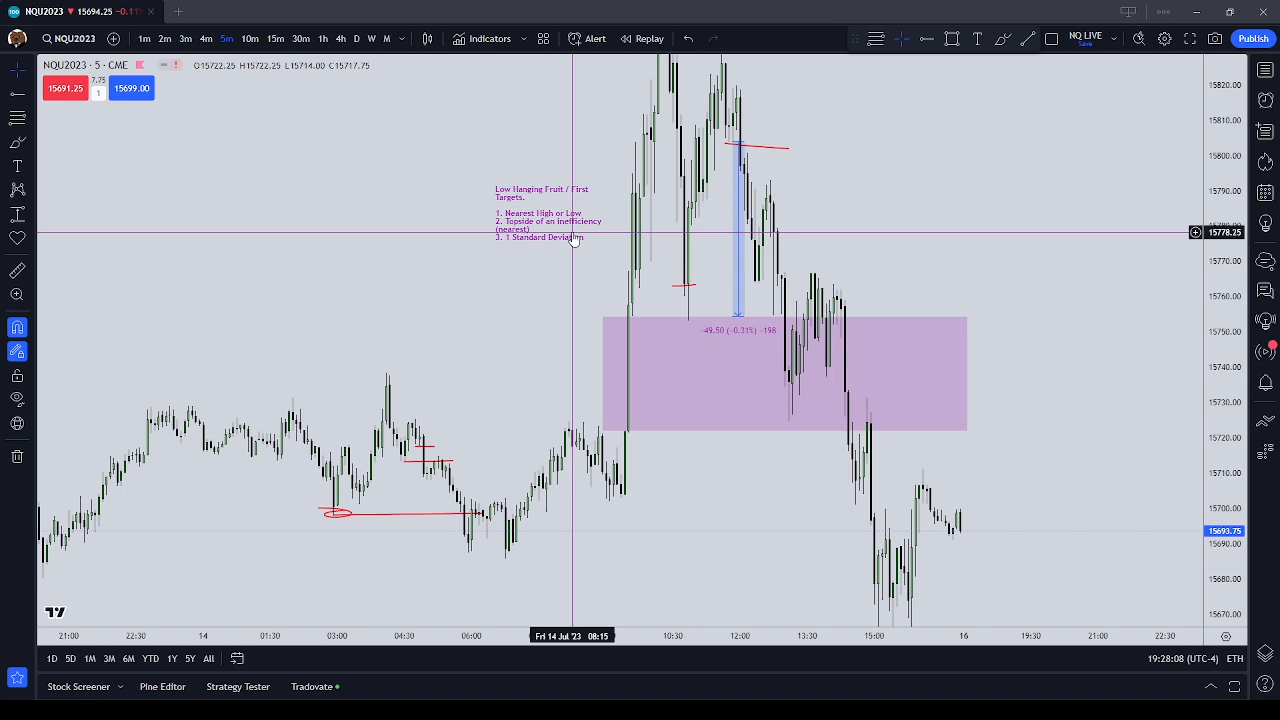 NQU2023 15694.25 -0.11
NQU2023 1m 2m 3m 4m 5m 10m 15m 30m 1h 4h D W M Indicators Alert Replay NQ LIVE Save Publish
NQU2023 · 5 · CME O15722.25 H15722.25 L15714.00 C15717.75
15691.25 7.75 1 15699.00
15820.00
15810.00
15800.00
15790.00
15778.25
15770.00
15760.00
15750.00
15740.00
15730.00
15720.00
15710.00
15700.00
15693.75
15690.00
15680.00
15670.00
Low Hanging Fruit / First
Targets.
1. Nearest High or Low
2. Topside of an inefficiency
(nearest)
3. 1 Standard Deviation
-49.50 (-0.31%) -198
21:00 22:30 14 01:30 03:00 04:30 06:00 Fri 14 Jul '23 08:15 10:30 12:00 13:30 15:00 16 19:30 21:00 22:30
1D 5D 1M 3M 6M YTD 1Y 5Y All 19:28:08 (UTC-4) ETH
Stock Screener Pine Editor Strategy Tester Tradovate